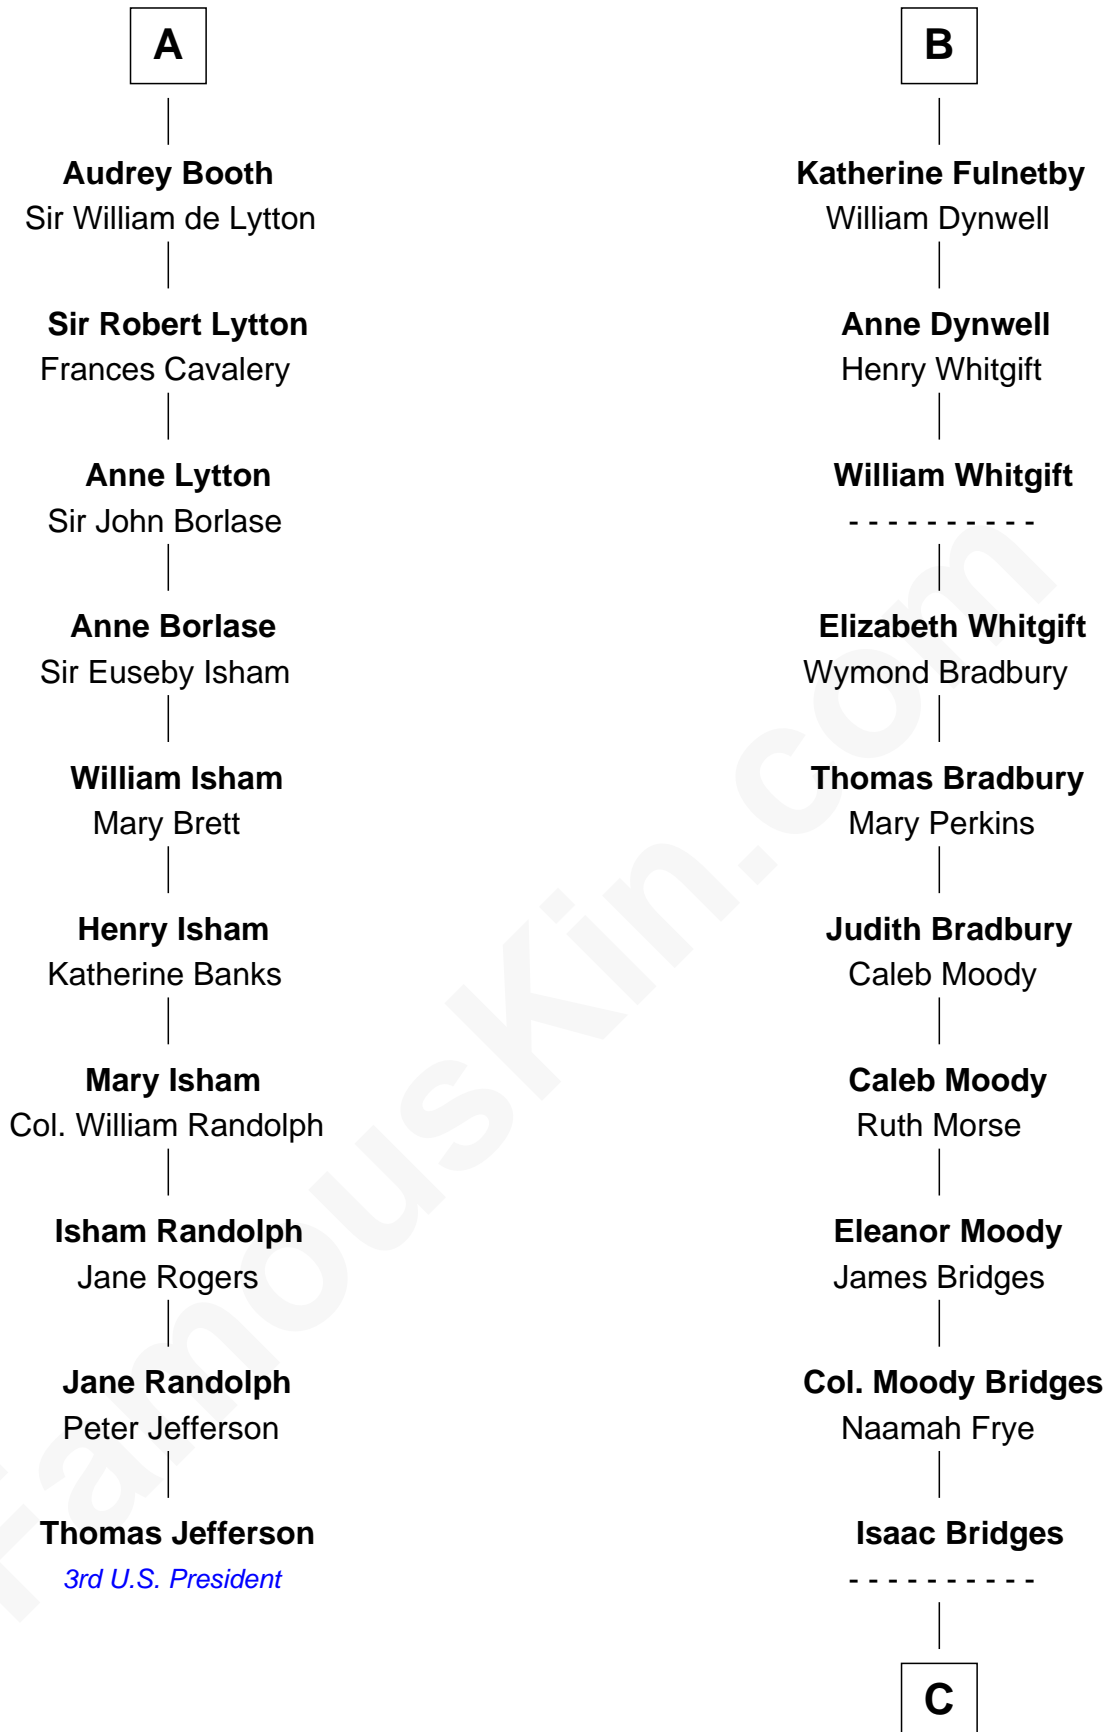 A
Audrey Booth
Sir William de Lytton
Sir Robert Lytton
Frances Cavalery
Anne Lytton
Sir John Borlase
Anne Borlase
Sir Euseby Isham
William Isham
Mary Brett
Henry Isham
Katherine Banks
Mary Isham
Col. William Randolph
Isham Randolph
Jane Rogers
Jane Randolph
Peter Jefferson
Thomas Jefferson
3rd U.S. President
B
Katherine Fulnetby
William Dynwell
Anne Dynwell
Henry Whitgift
William Whitgift
- - - - - - - - - -
Elizabeth Whitgift
Wymond Bradbury
Thomas Bradbury
Mary Perkins
Judith Bradbury
Caleb Moody
Caleb Moody
Ruth Morse
Eleanor Moody
James Bridges
Col. Moody Bridges
Naamah Frye
Isaac Bridges
- - - - - - - - - -
C
FamousKin.com